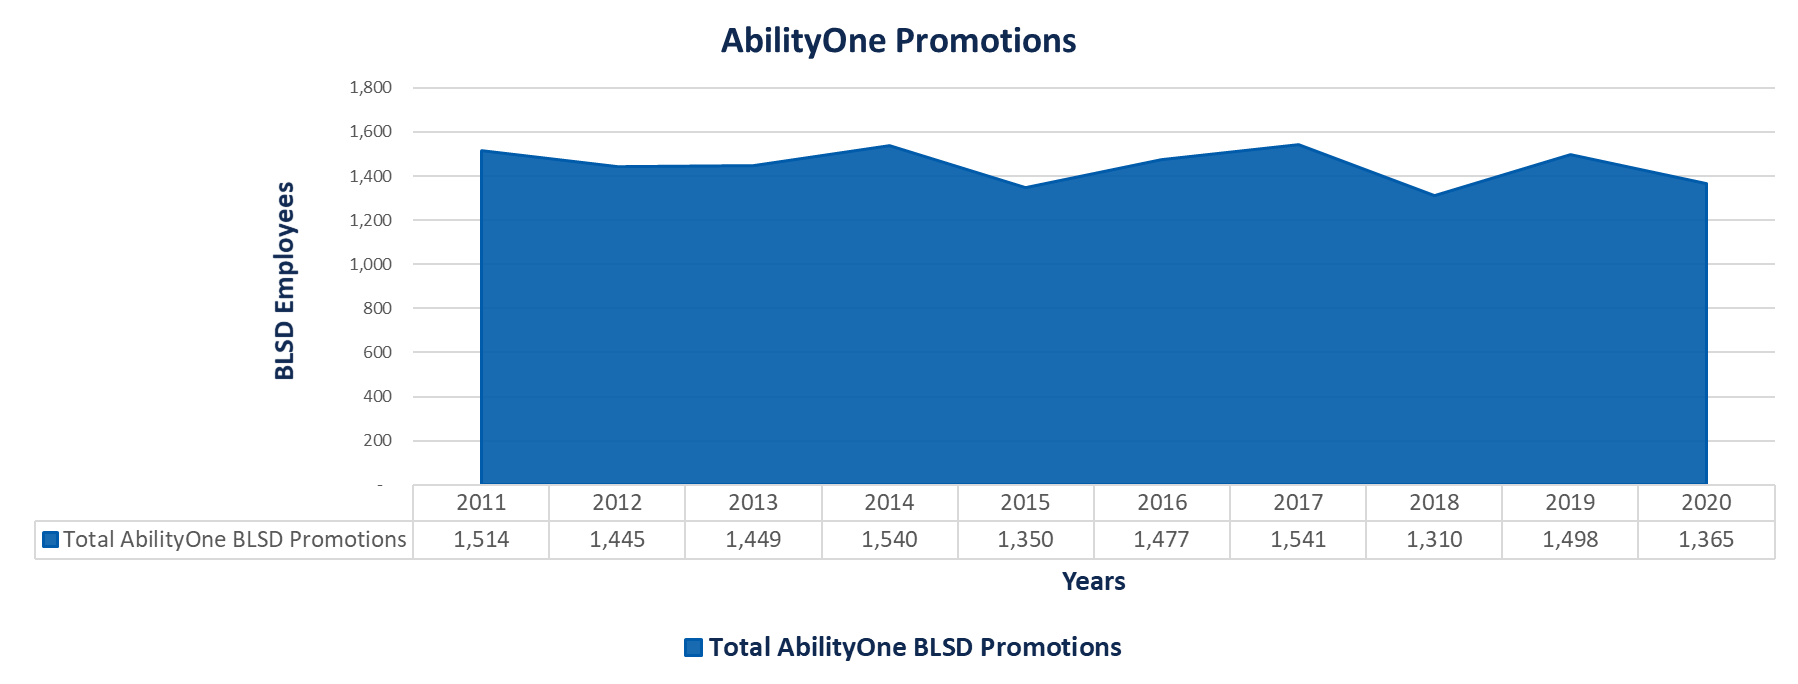 AbilityOne Promotions
1,800
1,600
1,400
1,200
1,000
800
600
400
200
-
BLSD Employees
2011 2012 2013 2014 2015 2016 2017 2018 2019 2020
Total AbilityOne BLSD Promotions 1,514 1,445 1,449 1,540 1,350 1,477 1,541 1,310 1,498 1,365
Years
Total AbilityOne BLSD Promotions